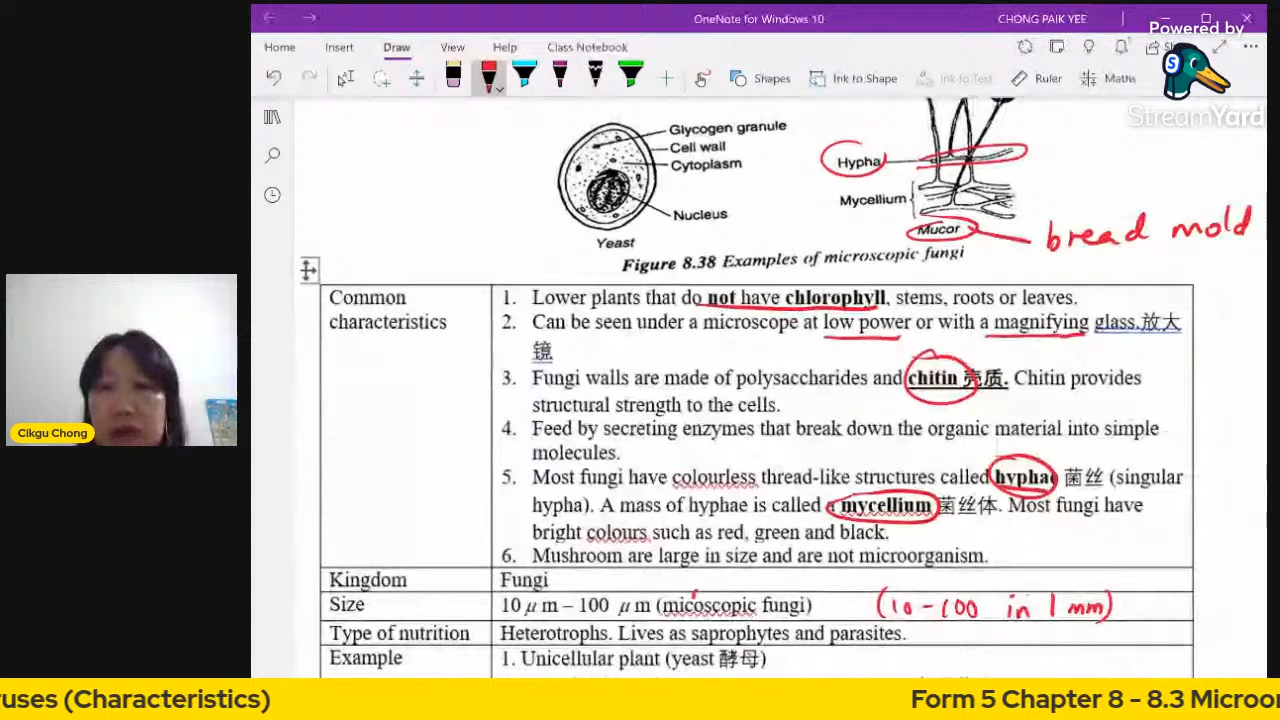 OneNote for Windows 10
CHONG PAIK YEE
Powered by
StreamYard
Home Insert Draw View Help Class Notebook
Shapes Ink to Shape Ink to Text Ruler Maths
Glycogen granule
Cell wall
Cytoplasm
Nucleus
Yeast
Hypha
Mycellium
Mucor
bread mold
Figure 8.38 Examples of microscopic fungi
Common characteristics
1. Lower plants that do not have chlorophyll, stems, roots or leaves.
2. Can be seen under a microscope at low power or with a magnifying glass.放大
镜
3. Fungi walls are made of polysaccharides and chitin 壳质. Chitin provides
structural strength to the cells.
4. Feed by secreting enzymes that break down the organic material into simple
molecules.
5. Most fungi have colourless thread-like structures called hyphae 菌丝 (singular
hypha). A mass of hyphae is called a mycellium 菌丝体. Most fungi have
bright colours such as red, green and black.
6. Mushroom are large in size and are not microorganism.
Kingdom Fungi
Size 10 μ m – 100 μ m (micoscopic fungi) (10 - 100 in 1 mm)
Type of nutrition Heterotrophs. Lives as saprophytes and parasites.
Example 1. Unicellular plant (yeast 酵母)
Cikgu Chong
ruses (Characteristics) Form 5 Chapter 8 - 8.3 Microor